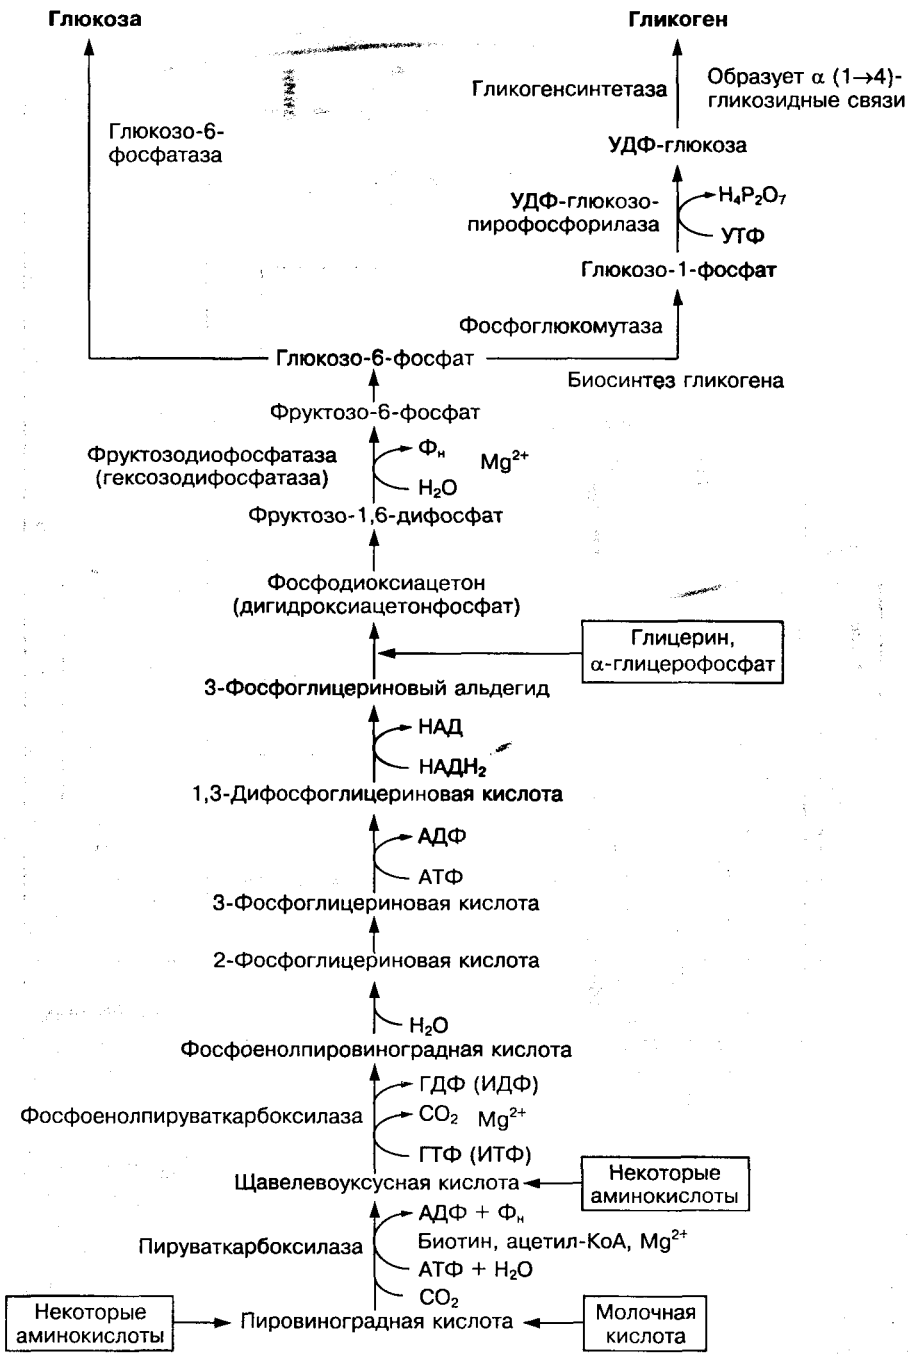 Глюкоза
Гликоген
Гликогенсинтетаза
Образует α (1→4)-
гликозидные связи
Глюкозо-6-
фосфатаза
УДФ-глюкоза
УДФ-глюкозо-
пирофосфорилаза
H₄P₂O₇
УТФ
Глюкозо-1-фосфат
Фосфоглюкомутаза
Глюкозо-6-фосфат
Биосинтез гликогена
Фруктозо-6-фосфат
Фруктозодиофосфатаза
(гексозодифосфатаза)
Фн
Mg²⁺
H₂O
Фруктозо-1,6-дифосфат
Фосфодиоксиацетон
(дигидроксиацетонфосфат)
Глицерин,
α-глицерофосфат
3-Фосфоглицериновый альдегид
НАД
НАДН₂
1,3-Дифосфоглицериновая кислота
АДФ
АТФ
3-Фосфоглицериновая кислота
2-Фосфоглицериновая кислота
H₂O
Фосфоенолпировиноградная кислота
ГДФ (ИДФ)
Фосфоенолпируваткарбоксилаза
CO₂ Mg²⁺
ГТФ (ИТФ)
Щавелевоуксусная кислота
Некоторые
аминокислоты
АДФ + Фн
Пируваткарбоксилаза
Биотин, ацетил-КоА, Mg²⁺
АТФ + H₂O
CO₂
Некоторые
аминокислоты
Пировиноградная кислота
Молочная
кислота